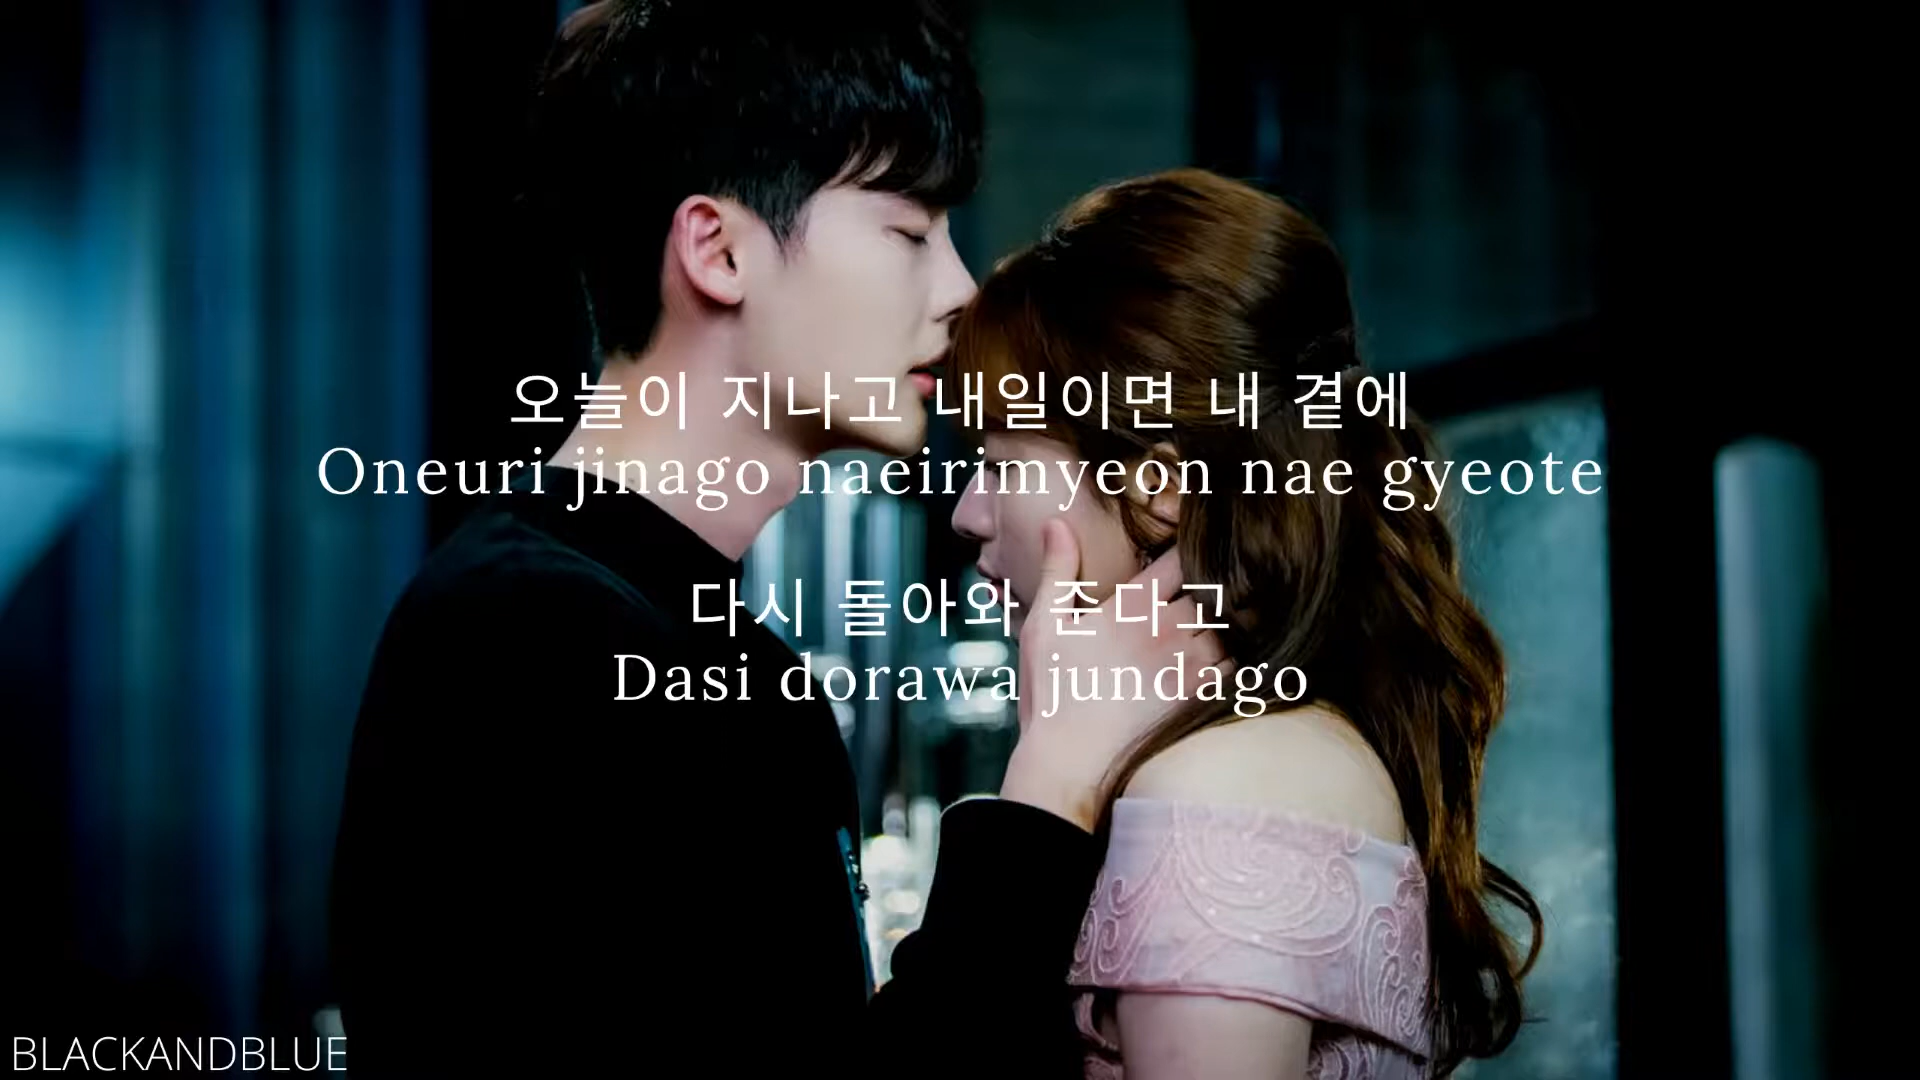 오늘이 지나고 내일이면 내 곁에
Oneuri jinago naeirimyeon nae gyeote
다시 돌아와 준다고
Dasi dorawa jundago
BLACKANDBLUE